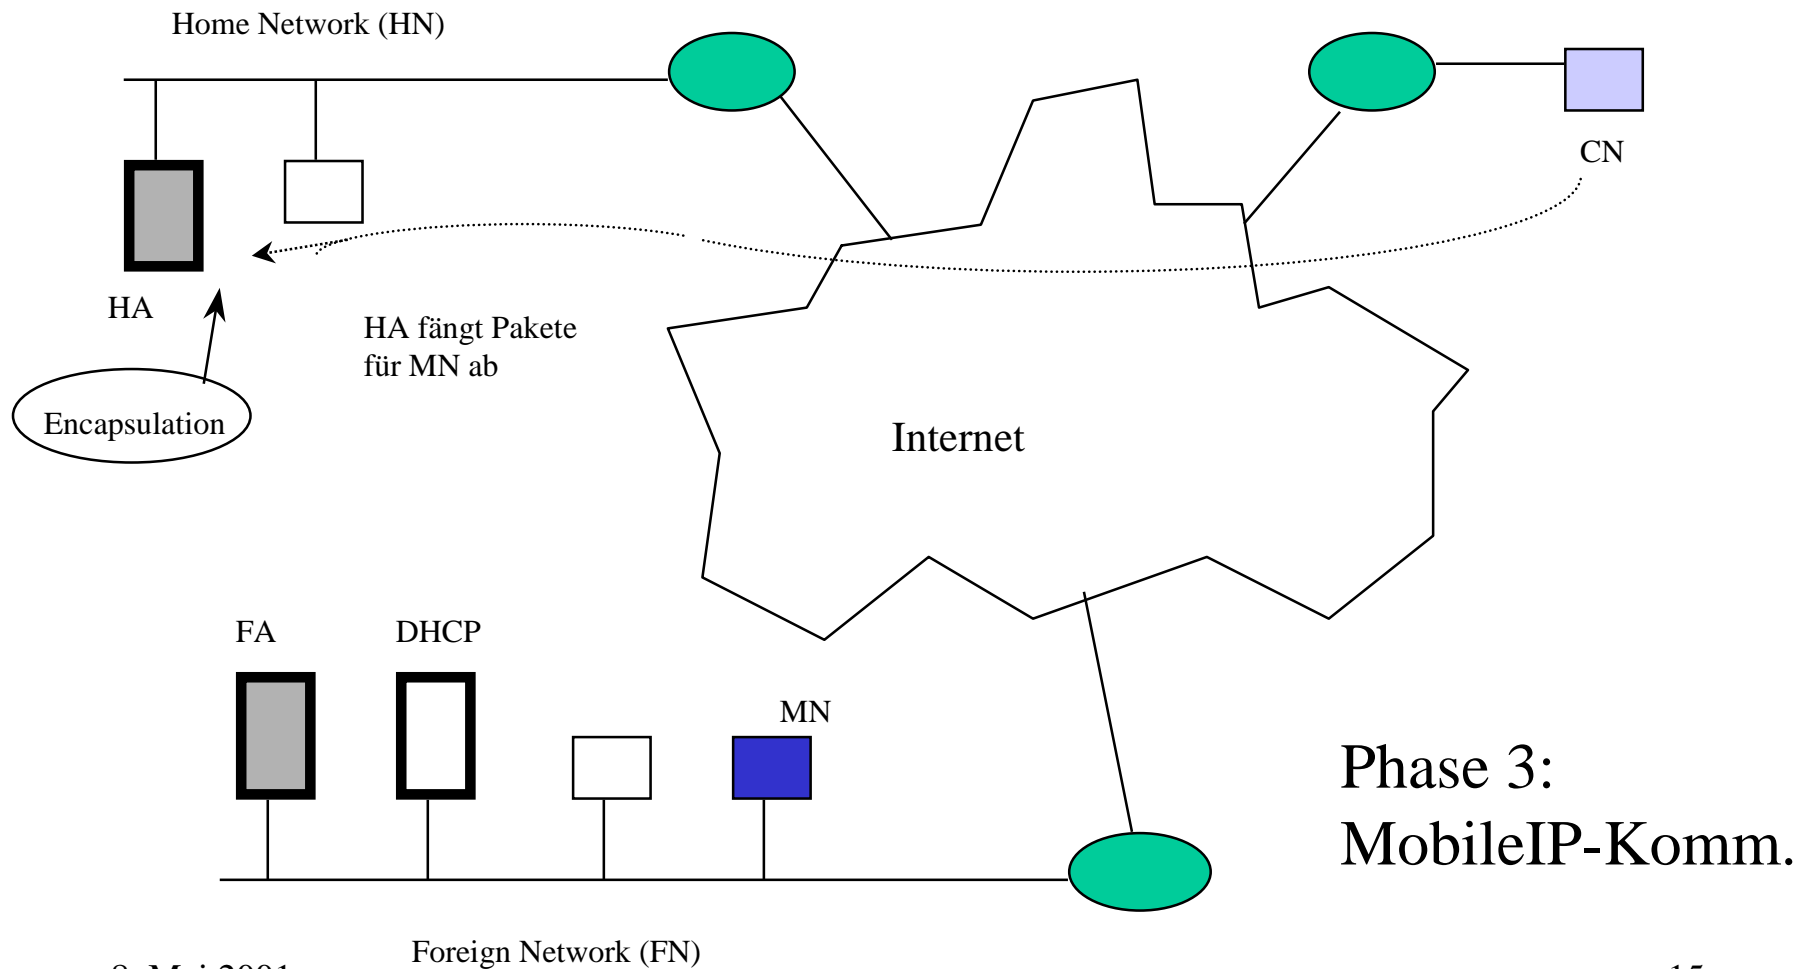 Home Network (HN)
CN
HA
HA fängt Pakete
für MN ab
Encapsulation
Internet
FA
DHCP
MN
Phase 3:
MobileIP-Komm.
Foreign Network (FN)